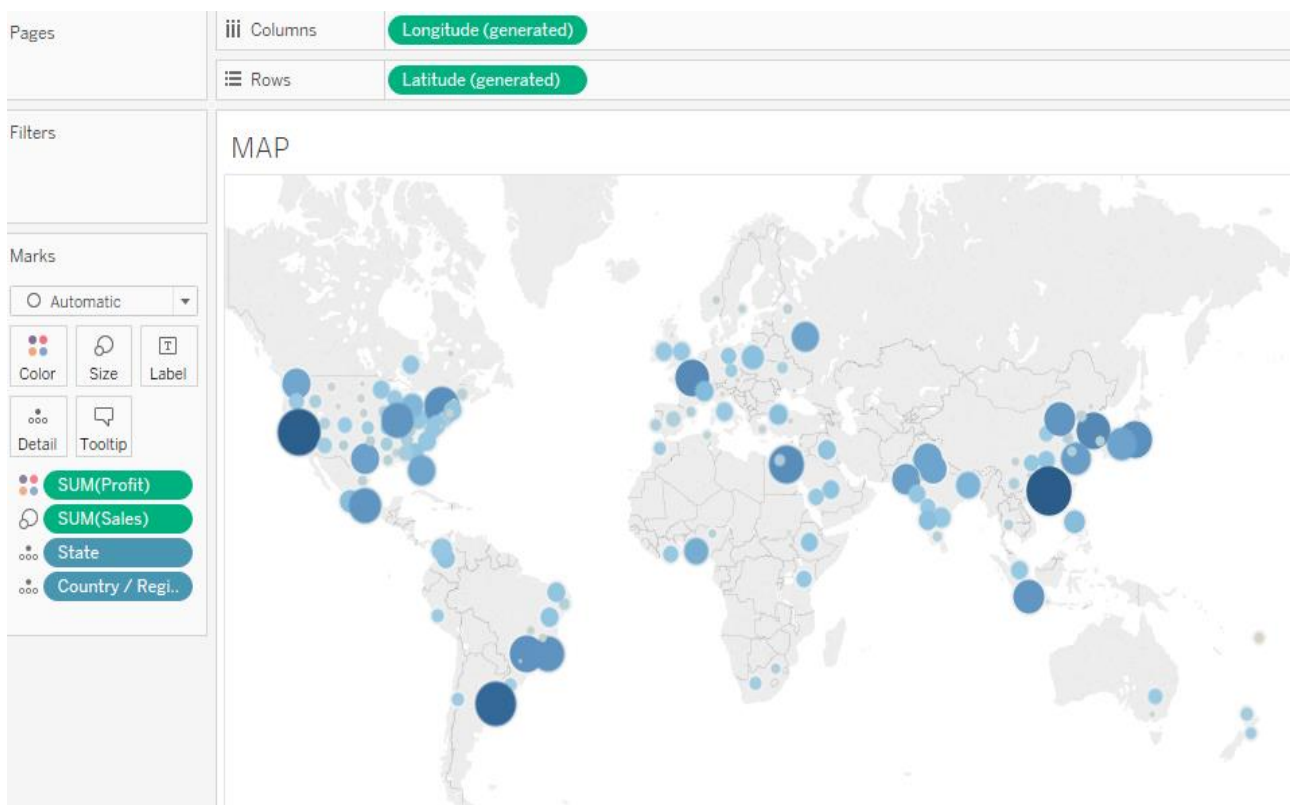 Pages
Columns
Longitude (generated)
Rows
Latitude (generated)
Filters
MAP
Marks
Automatic
Color
Size
Label
Detail
Tooltip
SUM(Profit)
SUM(Sales)
State
Country / Regi..